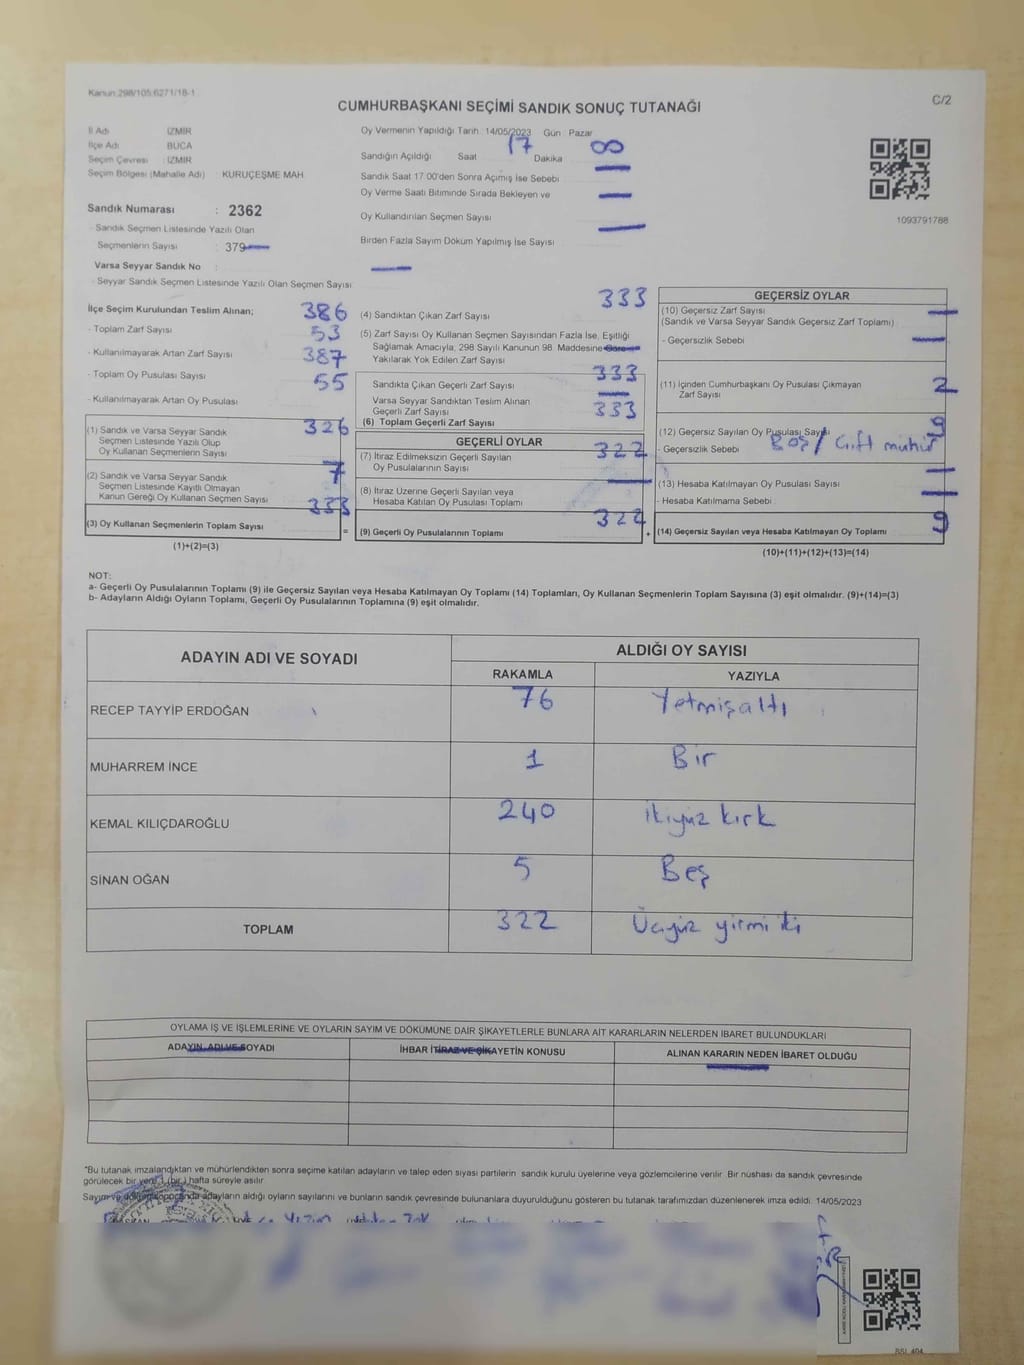 Kanun:298/105,6271/18-1
CUMHURBAŞKANI SEÇİMİ SANDIK SONUÇ TUTANAĞI
C/2
İl Adı İZMİR
İlçe Adı BUCA
Seçim Çevresi : İZMİR
Seçim Bölgesi (Mahalle Adı) KURUÇEŞME MAH.
Sandık Numarası : 2362
- Sandık Seçmen Listesinde Yazılı Olan
Seçmenlerin Sayısı : 379
Varsa Seyyar Sandık No :
- Seyyar Sandık Seçmen Listesinde Yazılı Olan Seçmen Sayısı
Oy Vermenin Yapıldığı Tarih: 14/05/2023 Gün : Pazar
Sandığın Açıldığı Saat 17 Dakika
Sandık Saat 17:00'den Sonra Açılmış İse Sebebi
Oy Verme Saati Bitiminde Sırada Bekleyen ve
Oy Kullandırılan Seçmen Sayısı
Birden Fazla Sayım Döküm Yapılmış İse Sayısı
1093791788
İlçe Seçim Kurulundan Teslim Alınan;
- Toplam Zarf Sayısı 386
- Kullanılmayarak Artan Zarf Sayısı 53
- Toplam Oy Pusulası Sayısı 387
- Kullanılmayarak Artan Oy Pusulası 55
(1) Sandık ve Varsa Seyyar Sandık
Seçmen Listesinde Yazılı Olup
Oy Kullanan Seçmenlerin Sayısı 326
(2) Sandık ve Varsa Seyyar Sandık
Seçmen Listesinde Kayıtlı Olmayan
Kanun Gereği Oy Kullanan Seçmen Sayısı 7
(3) Oy Kullanan Seçmenlerin Toplam Sayısı 333 =
(1)+(2)=(3)
(4) Sandıktan Çıkan Zarf Sayısı 333
(5) Zarf Sayısı Oy Kullanan Seçmen Sayısından Fazla İse, Eşitliği
Sağlamak Amacıyla, 298 Sayılı Kanunun 98. Maddesine Göre
Yakılarak Yok Edilen Zarf Sayısı
Sandıkta Çıkan Geçerli Zarf Sayısı 333
Varsa Seyyar Sandıktan Teslim Alınan
Geçerli Zarf Sayısı
(6) Toplam Geçerli Zarf Sayısı 333
GEÇERLİ OYLAR
(7) İtiraz Edilmeksizin Geçerli Sayılan
Oy Pusulalarının Sayısı 322
(8) İtiraz Üzerine Geçerli Sayılan veya
Hesaba Katılan Oy Pusulası Toplamı
(9) Geçerli Oy Pusulalarının Toplamı 322 +
GEÇERSİZ OYLAR
(10) Geçersiz Zarf Sayısı
(Sandık ve Varsa Seyyar Sandık Geçersiz Zarf Toplamı)
- Geçersizlik Sebebi
(11) İçinden Cumhurbaşkanı Oy Pusulası Çıkmayan
Zarf Sayısı 2
(12) Geçersiz Sayılan Oy Pusulası Sayısı 9
- Geçersizlik Sebebi Boş / Çift mühür
(13) Hesaba Katılmayan Oy Pusulası Sayısı
- Hesaba Katılmama Sebebi
(14) Geçersiz Sayılan veya Hesaba Katılmayan Oy Toplamı 9
(10)+(11)+(12)+(13)=(14)
NOT:
a- Geçerli Oy Pusulalarının Toplamı (9) ile Geçersiz Sayılan veya Hesaba Katılmayan Oy Toplamı (14) Toplamları, Oy Kullanan Seçmenlerin Toplam Sayısına (3) eşit olmalıdır. (9)+(14)=(3)
b- Adayların Aldığı Oyların Toplamı, Geçerli Oy Pusulalarının Toplamına (9) eşit olmalıdır.
ADAYIN ADI VE SOYADI ALDIĞI OY SAYISI
RAKAMLA YAZIYLA
RECEP TAYYİP ERDOĞAN 76 Yetmişaltı
MUHARREM İNCE 1 Bir
KEMAL KILIÇDAROĞLU 240 ikiyüz kırk
SİNAN OĞAN 5 Beş
TOPLAM 322 Üçyüz yirmi iki
OYLAMA İŞ VE İŞLEMLERİNE VE OYLARIN SAYIM VE DÖKÜMÜNE DAİR ŞİKAYETLERLE BUNLARA AİT KARARLARIN NELERDEN İBARET BULUNDUKLARI
ADAYIN ADI VE SOYADI İHBAR İTİRAZ VE ŞİKAYETİN KONUSU ALINAN KARARIN NEDEN İBARET OLDUĞU
*Bu tutanak imzalandıktan ve mühürlendikten sonra seçime katılan adayların ve talep eden siyasi partilerin sandık kurulu üyelerine veya gözlemcilerine verilir. Bir nüshası da sandık çevresinde
görülecek bir yere 1 (bir) hafta süreyle asılır.
Sayım ve döküm sonucunda adayların aldığı oyların sayılarını ve bunların sandık çevresinde bulunanlara duyurulduğunu gösteren bu tutanak tarafımızdan düzenlenerek imza edildi. 14/05/2023